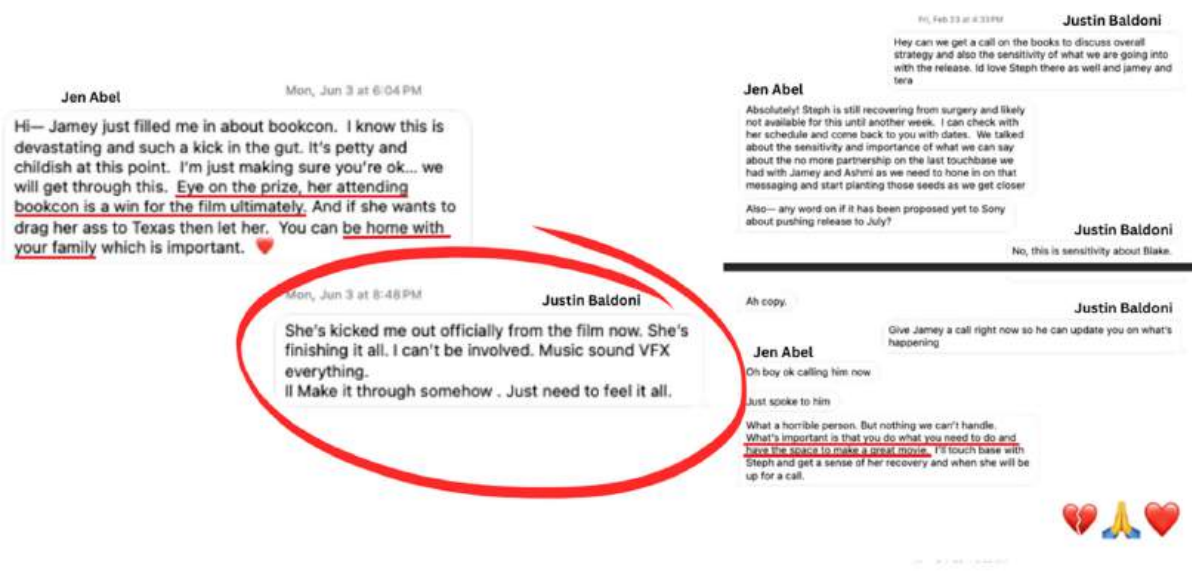 Jen Abel
Mon, Jun 3 at 6:04 PM
Hi— Jamey just filled me in about bookcon.  I know this is
devastating and such a kick in the gut. It's petty and
childish at this point.  I'm just making sure you're ok... we
will get through this.  Eye on the prize, her attending
bookcon is a win for the film ultimately. And if she wants to
drag her ass to Texas then let her.  You can be home with
your family which is important. ❤️
Mon, Jun 3 at 8:48 PM
Justin Baldoni
She's kicked me out officially from the film now. She's
finishing it all. I can't be involved. Music sound VFX
everything.
Il Make it through somehow . Just need to feel it all.
Fri, Feb 23 at 4:33 PM
Justin Baldoni
Hey can we get a call on the books to discuss overall
strategy and also the sensitivity of what we are going into
with the release. Id love Steph there as well and jamey and
tera
Jen Abel
Absolutely! Steph is still recovering from surgery and likely
not available for this until another week.  I can check with
her schedule and come back to you with dates.  We talked
about the sensitivity and importance of what we can say
about the no more partnership on the last touchbase we
had with Jamey and Ashmi as we need to hone in on that
messaging and start planting those seeds as we get closer
Also— any word on if it has been proposed yet to Sony
about pushing release to July?
Justin Baldoni
No, this is sensitivity about Blake.
Ah copy.
Justin Baldoni
Give Jamey a call right now so he can update you on what's
happening
Jen Abel
Oh boy ok calling him now
Just spoke to him
What a horrible person. But nothing we can't handle.
What's important is that you do what you need to do and
have the space to make a great movie.  I'll touch base with
Steph and get a sense of her recovery and when she will be
up for a call.
💔🙏❤️